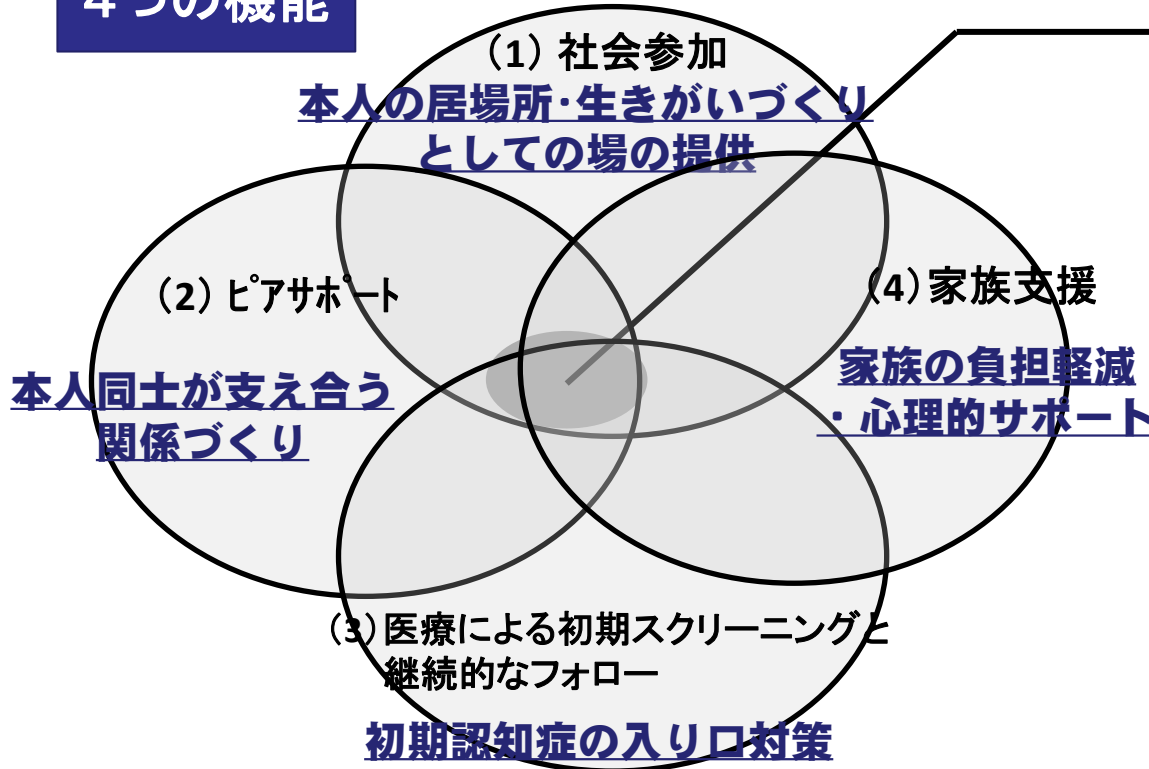 ４つの機能
（1）社会参加
本人の居場所・生きがいづくり
としての場の提供
（2）ピアサポート
本人同士が支え合う
関係づくり
（4）家族支援
家族の負担軽減
・心理的サポート
（3）医療による初期スクリーニングと
継続的なフォロー
初期認知症の入り口対策